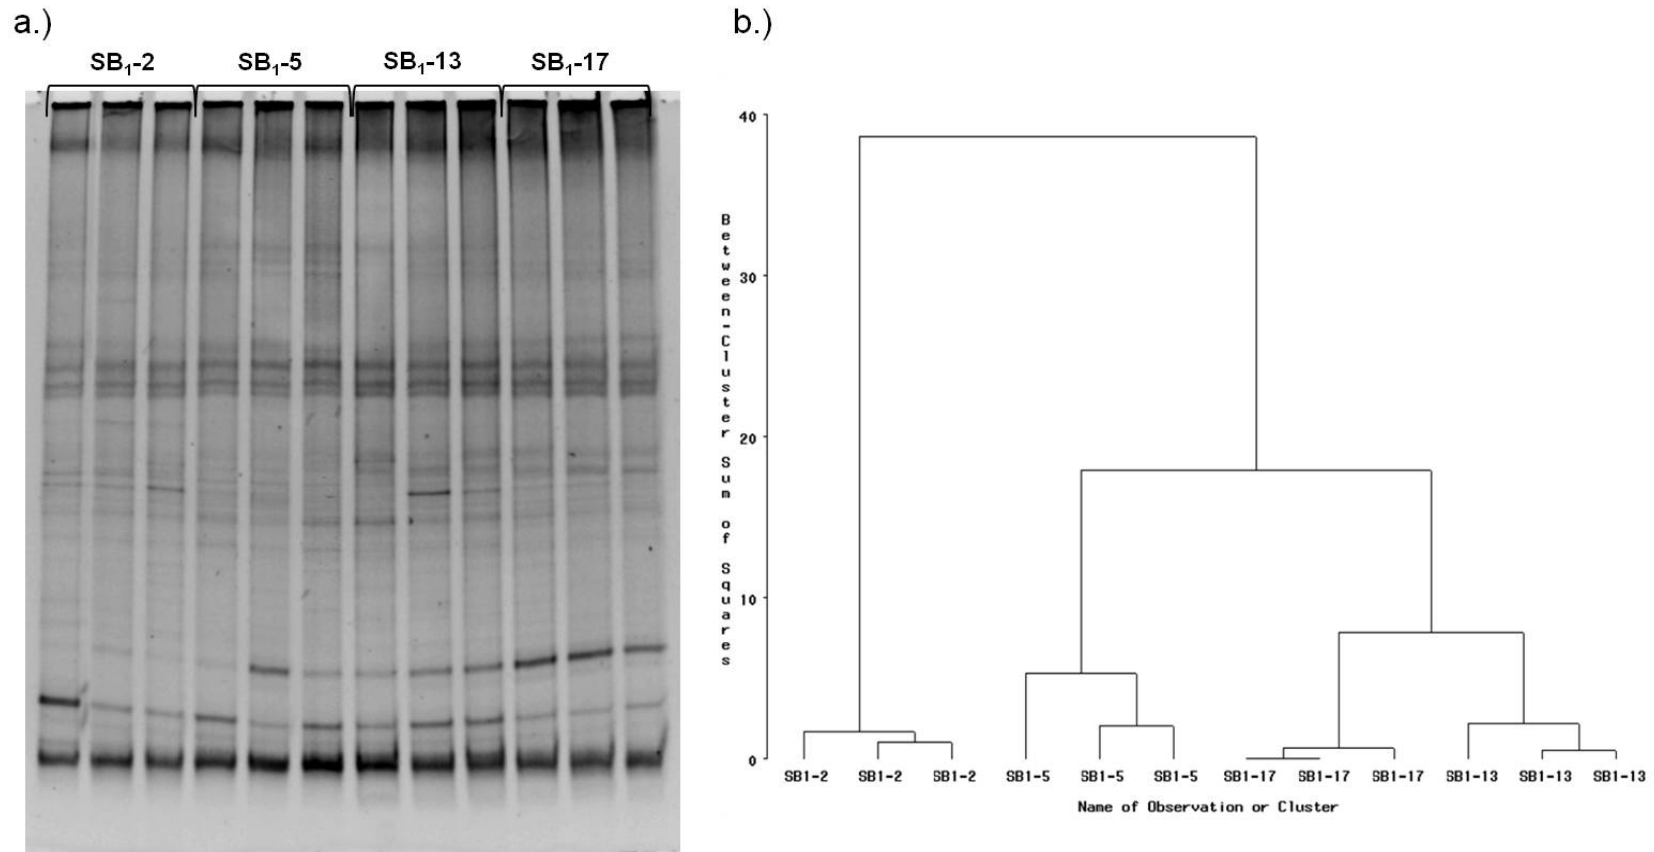 a.)
SB₁-2 SB₁-5 SB₁-13 SB₁-17
b.)
40
30
20
10
0
Between-Cluster Sum of Squares
SB1-2 SB1-2 SB1-2 SB1-5 SB1-5 SB1-5 SB1-17 SB1-17 SB1-17 SB1-13 SB1-13 SB1-13
Name of Observation or Cluster